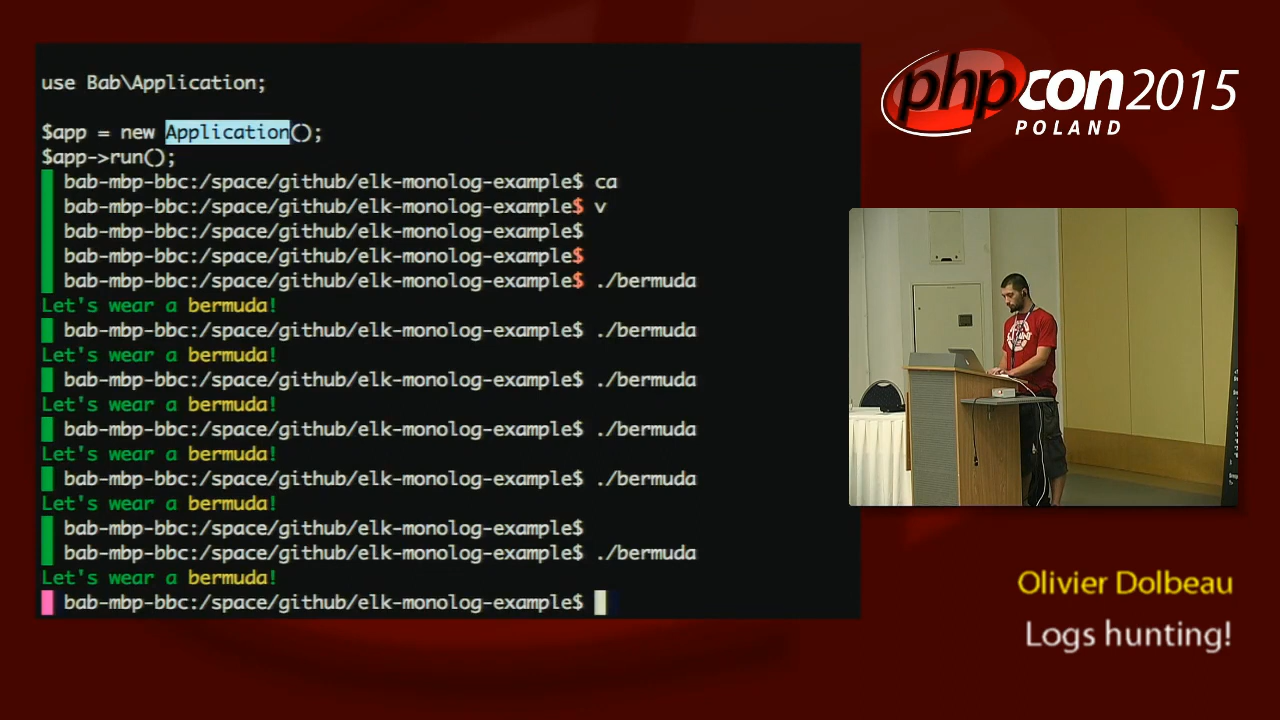 use Bab\Application;
$app = new Application();
$app->run();
bab-mbp-bbc:/space/github/elk-monolog-example$ ca
bab-mbp-bbc:/space/github/elk-monolog-example$ v
bab-mbp-bbc:/space/github/elk-monolog-example$
bab-mbp-bbc:/space/github/elk-monolog-example$
bab-mbp-bbc:/space/github/elk-monolog-example$ ./bermuda
Let's wear a bermuda!
bab-mbp-bbc:/space/github/elk-monolog-example$ ./bermuda
Let's wear a bermuda!
bab-mbp-bbc:/space/github/elk-monolog-example$ ./bermuda
Let's wear a bermuda!
bab-mbp-bbc:/space/github/elk-monolog-example$ ./bermuda
Let's wear a bermuda!
bab-mbp-bbc:/space/github/elk-monolog-example$ ./bermuda
Let's wear a bermuda!
bab-mbp-bbc:/space/github/elk-monolog-example$
bab-mbp-bbc:/space/github/elk-monolog-example$ ./bermuda
Let's wear a bermuda!
bab-mbp-bbc:/space/github/elk-monolog-example$
phpcon 2015
POLAND
Olivier Dolbeau
Logs hunting!